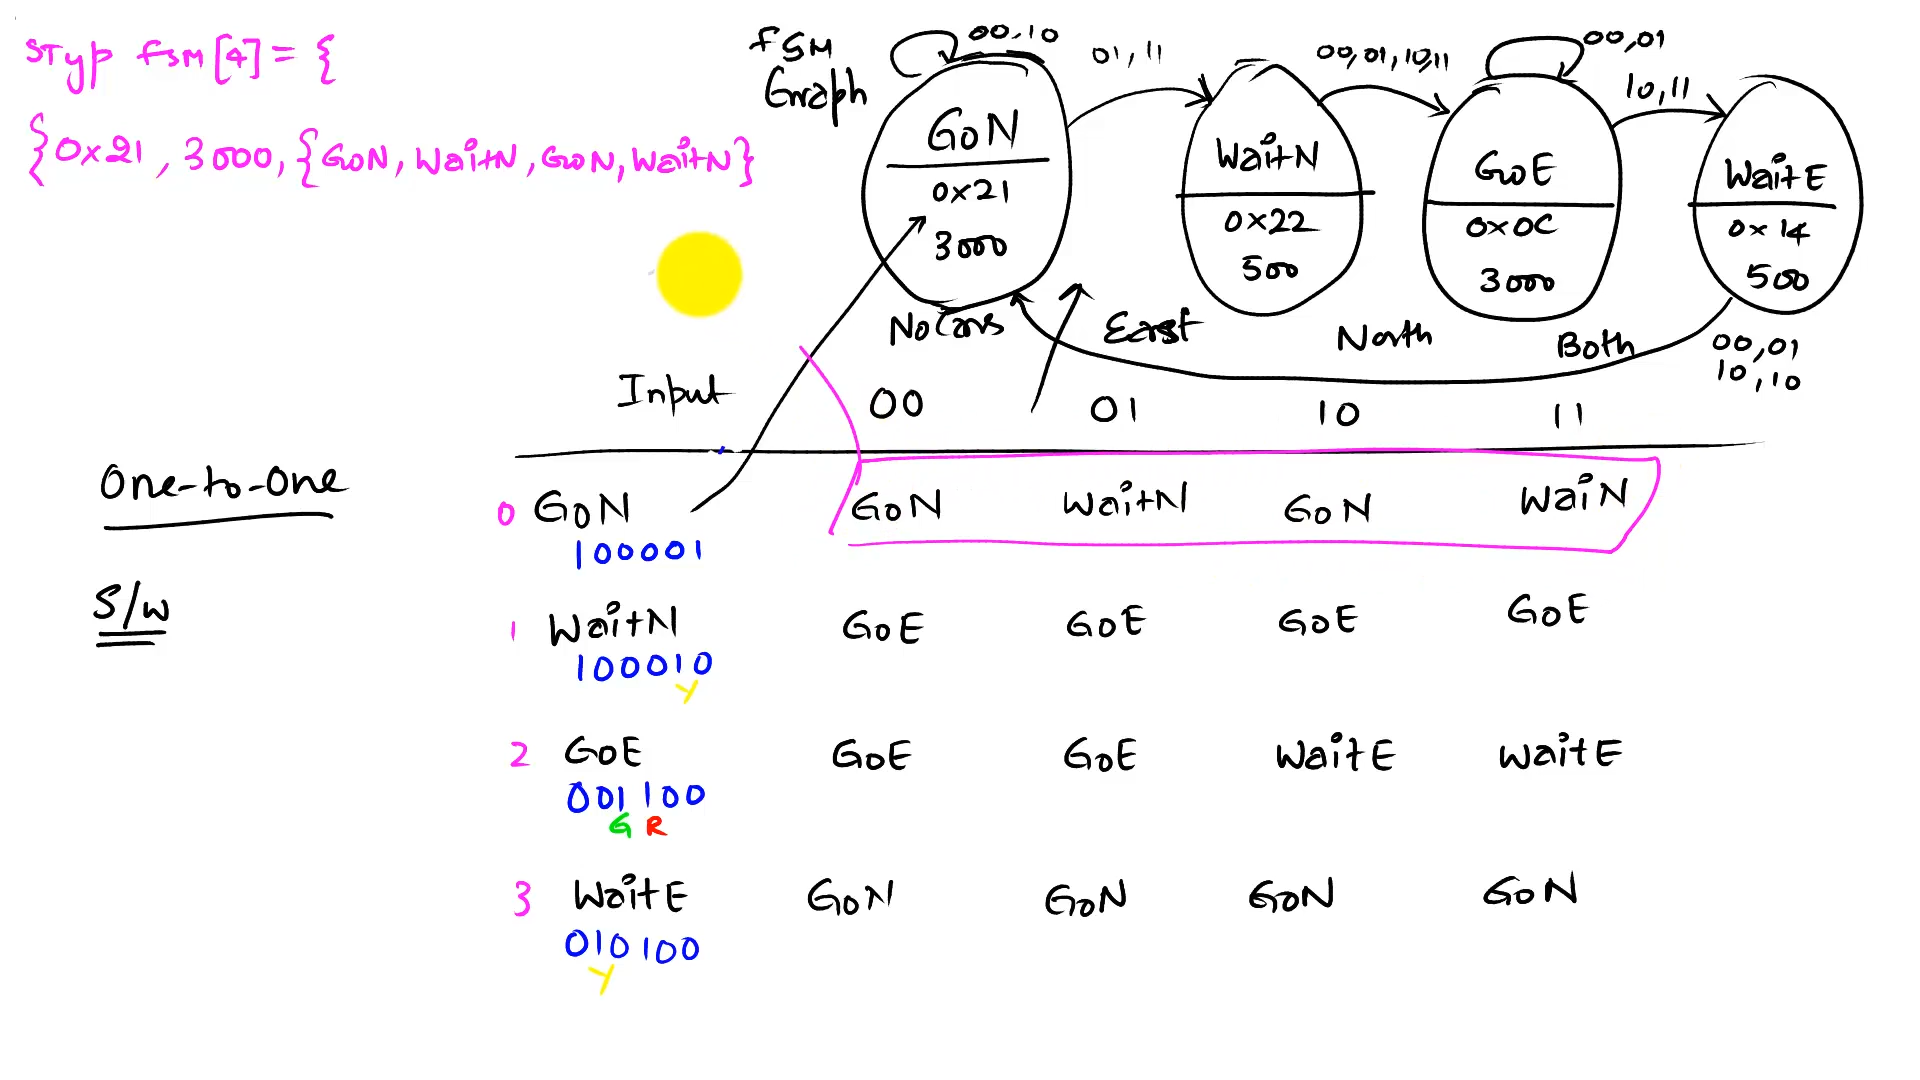 STyp fsm[4] = {
{0x21, 3000, {GoN, WaitN, GoN, WaitN}
FSM
Graph
00,10
01,11
00,01,10,11
00,01
10,11
GoN
0x21
3000
WaitN
0x22
500
GoE
0x0C
3000
WaitE
0x14
500
00,01
10,10
No Cars East North Both
Input 00 01 10 11
One-to-One
S/W
0 GoN GoN WaitN GoN WaiN
100001
1 WaitN GoE GoE GoE GoE
100010
Y
2 GoE GoE GoE WaitE WaitE
001100
G R
3 WaitE GoN GoN GoN GoN
010100
Y